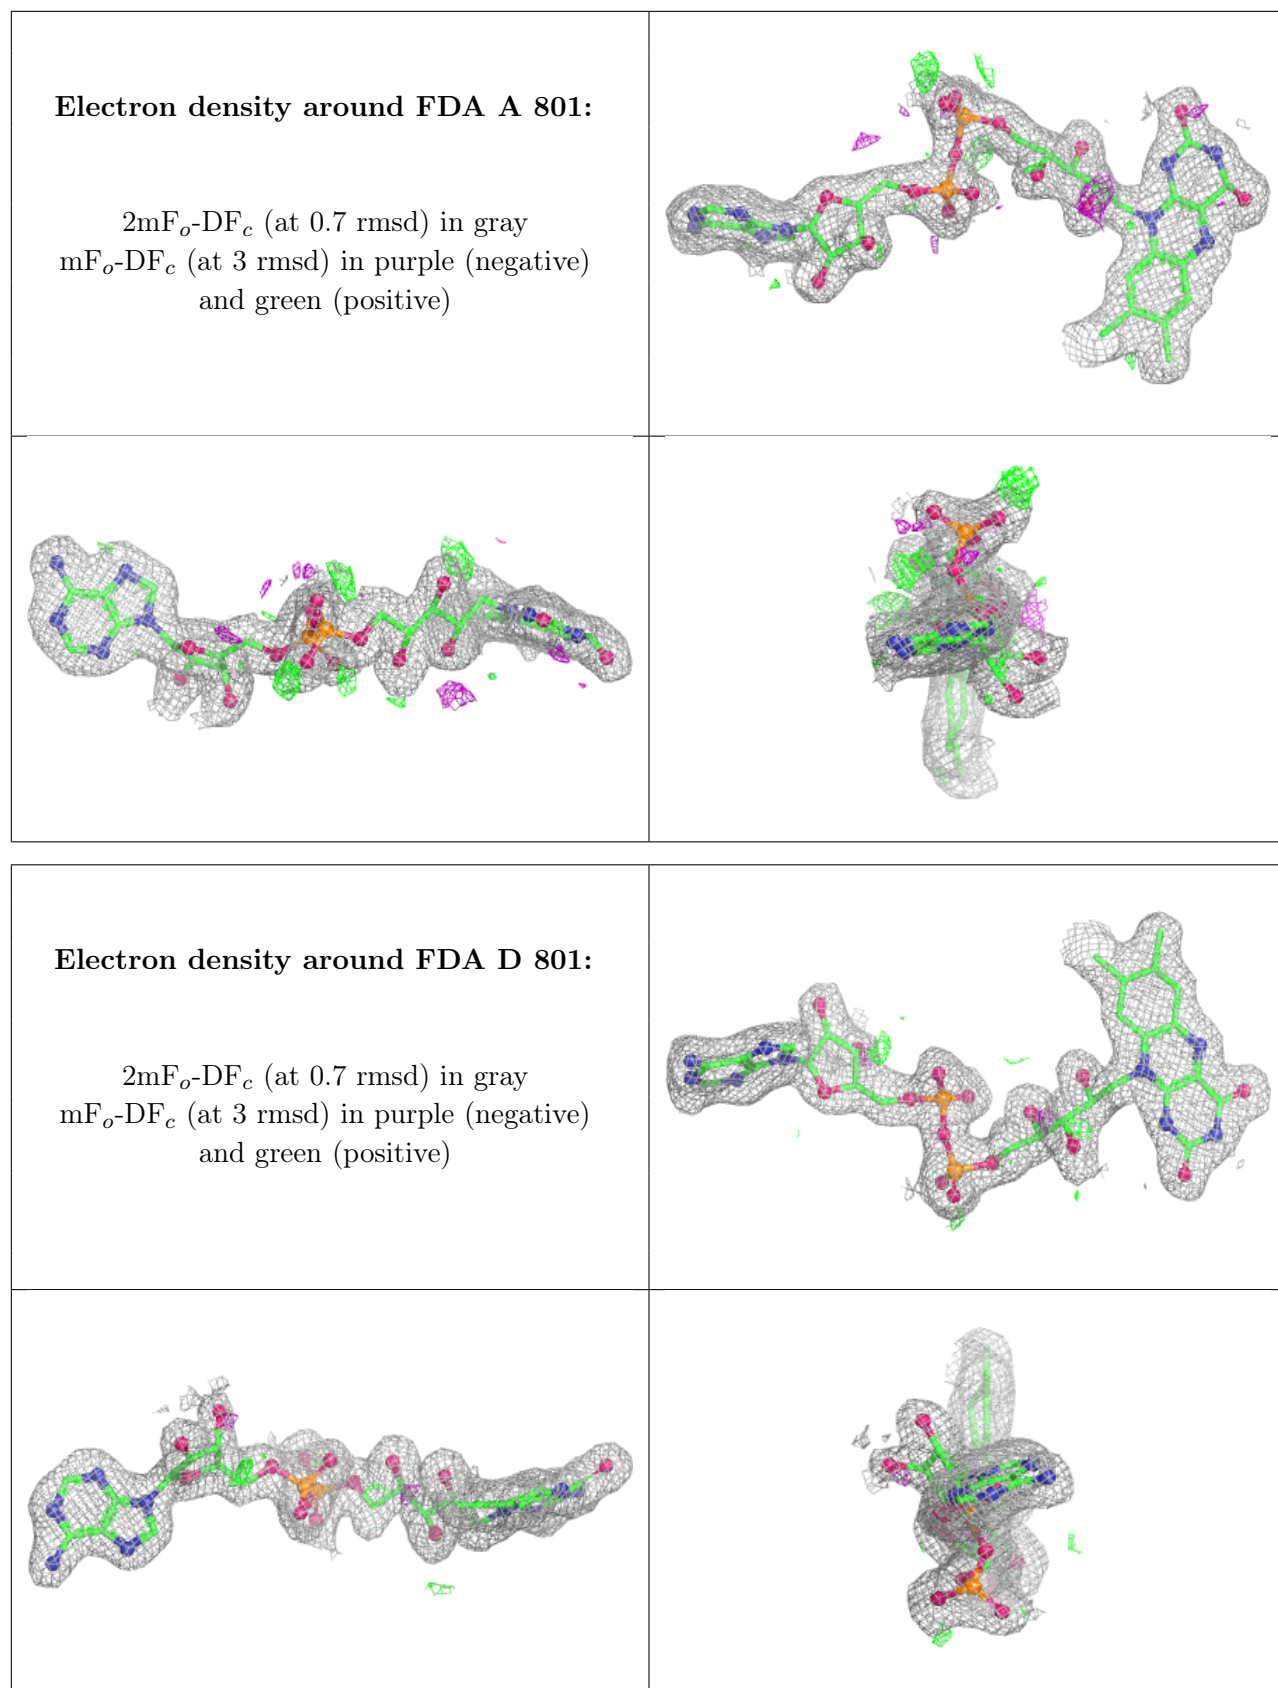 Electron density around FDA A 801:
2mFo-DFc (at 0.7 rmsd) in gray
mFo-DFc (at 3 rmsd) in purple (negative)
and green (positive)
Electron density around FDA D 801:
2mFo-DFc (at 0.7 rmsd) in gray
mFo-DFc (at 3 rmsd) in purple (negative)
and green (positive)